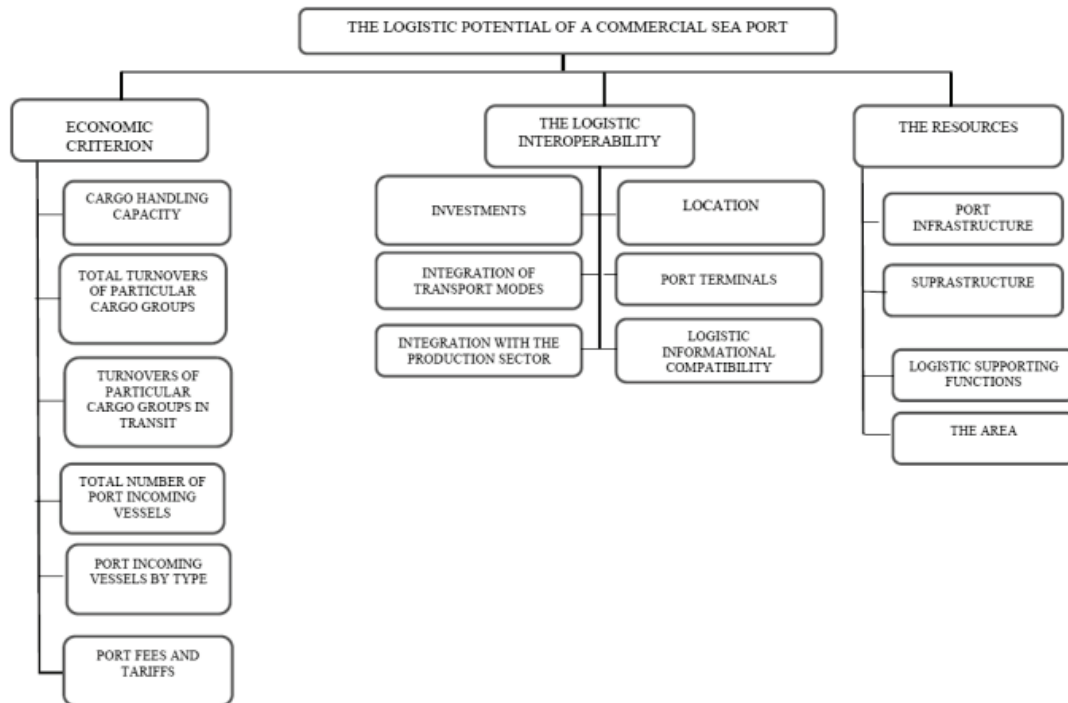 THE LOGISTIC POTENTIAL OF A COMMERCIAL SEA PORT
ECONOMIC
CRITERION
CARGO HANDLING
CAPACITY
TOTAL TURNOVERS
OF PARTICULAR
CARGO GROUPS
TURNOVERS OF
PARTICULAR
CARGO GROUPS IN
TRANSIT
TOTAL NUMBER OF
PORT INCOMING
VESSELS
PORT INCOMING
VESSELS BY TYPE
PORT FEES AND
TARIFFS
THE LOGISTIC
INTEROPERABILITY
INVESTMENTS
LOCATION
INTEGRATION OF
TRANSPORT MODES
PORT TERMINALS
INTEGRATION WITH THE
PRODUCTION SECTOR
LOGISTIC
INFORMATIONAL
COMPATIBILITY
THE RESOURCES
PORT
INFRASTRUCTURE
SUPRASTRUCTURE
LOGISTIC SUPPORTING
FUNCTIONS
THE AREA